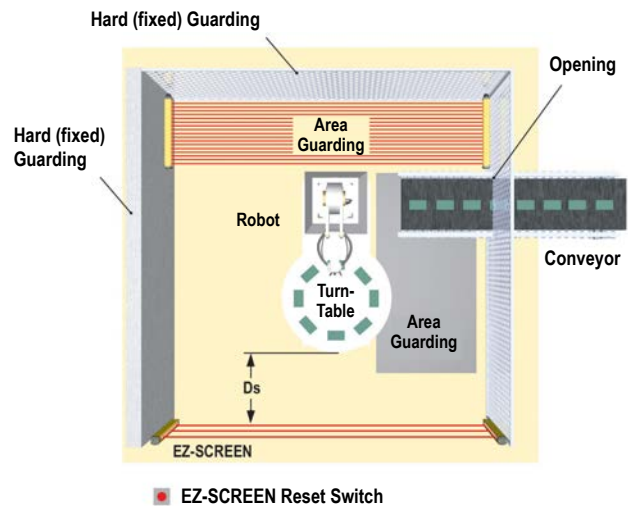 Hard (fixed) Guarding
Opening
Hard (fixed)
Guarding
Area
Guarding
Robot
Conveyor
Turn-
Table
Area
Guarding
Ds
EZ-SCREEN
EZ-SCREEN Reset Switch